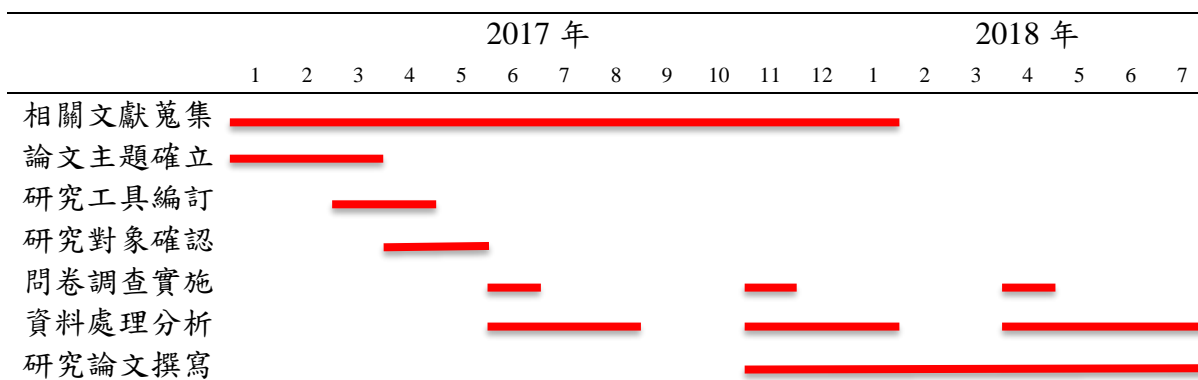 2017 年 2018 年
1 2 3 4 5 6 7 8 9 10 11 12 1 2 3 4 5 6 7
相關文獻蒐集
論文主題確立
研究工具編訂
研究對象確認
問卷調查實施
資料處理分析
研究論文撰寫